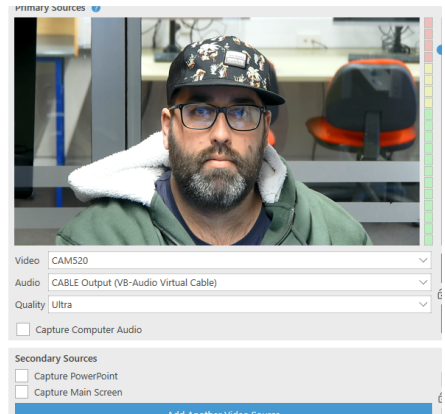 Primary Sources ?
Video CAM520
Audio CABLE Output (VB-Audio Virtual Cable)
Quality Ultra
Capture Computer Audio
Secondary Sources
Capture PowerPoint
Capture Main Screen
Add Another Video Source